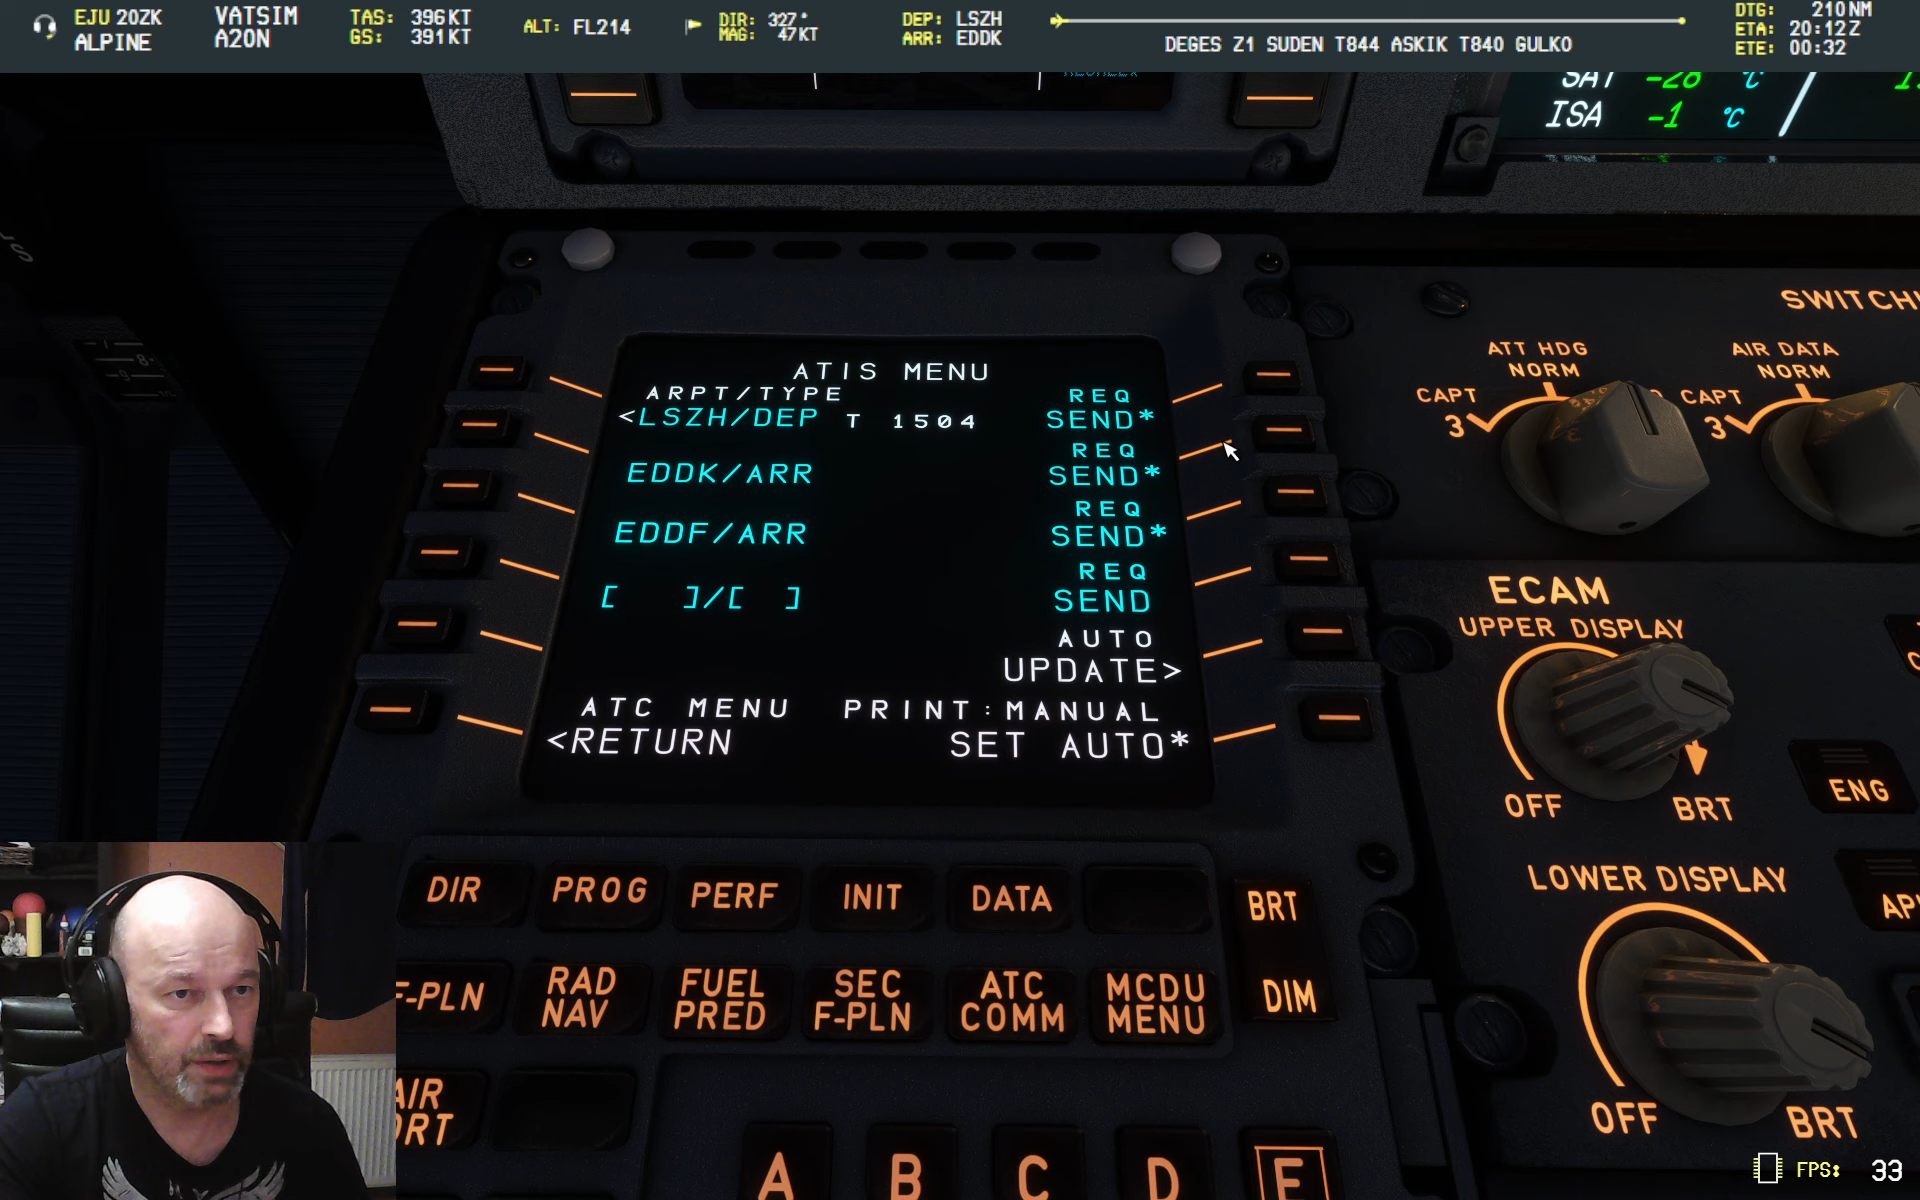 EJU 20ZK
ALPINE
VATSIM
A20N
TAS: 396KT
GS: 391KT
ALT: FL214
DIR: 327°
MAG: 47KT
DEP: LSZH
ARR: EDDK
DEGES Z1 SUDEN T844 ASKIK T840 GULKO
DTG: 210NM
ETA: 20:12Z
ETE: 00:32
SAT -28 °C
ISA -1 °C
ATIS MENU
ARPT/TYPE REQ
<LSZH/DEP T 1504 SEND*
REQ
EDDK/ARR SEND*
REQ
EDDF/ARR SEND*
REQ
[ ]/[ ] SEND
AUTO
UPDATE>
ATC MENU PRINT:MANUAL
<RETURN SET AUTO*
ATT HDG
NORM
CAPT
3
AIR DATA
NORM
CAPT
3
ECAM
UPPER DISPLAY
OFF
BRT
ENG
LOWER DISPLAY
OFF
BRT
DIR
PROG
PERF
INIT
DATA
BRT
F-PLN
RAD
NAV
FUEL
PRED
SEC
F-PLN
ATC
COMM
MCDU
MENU
DIM
A
B
C
D
E
FPS: 33